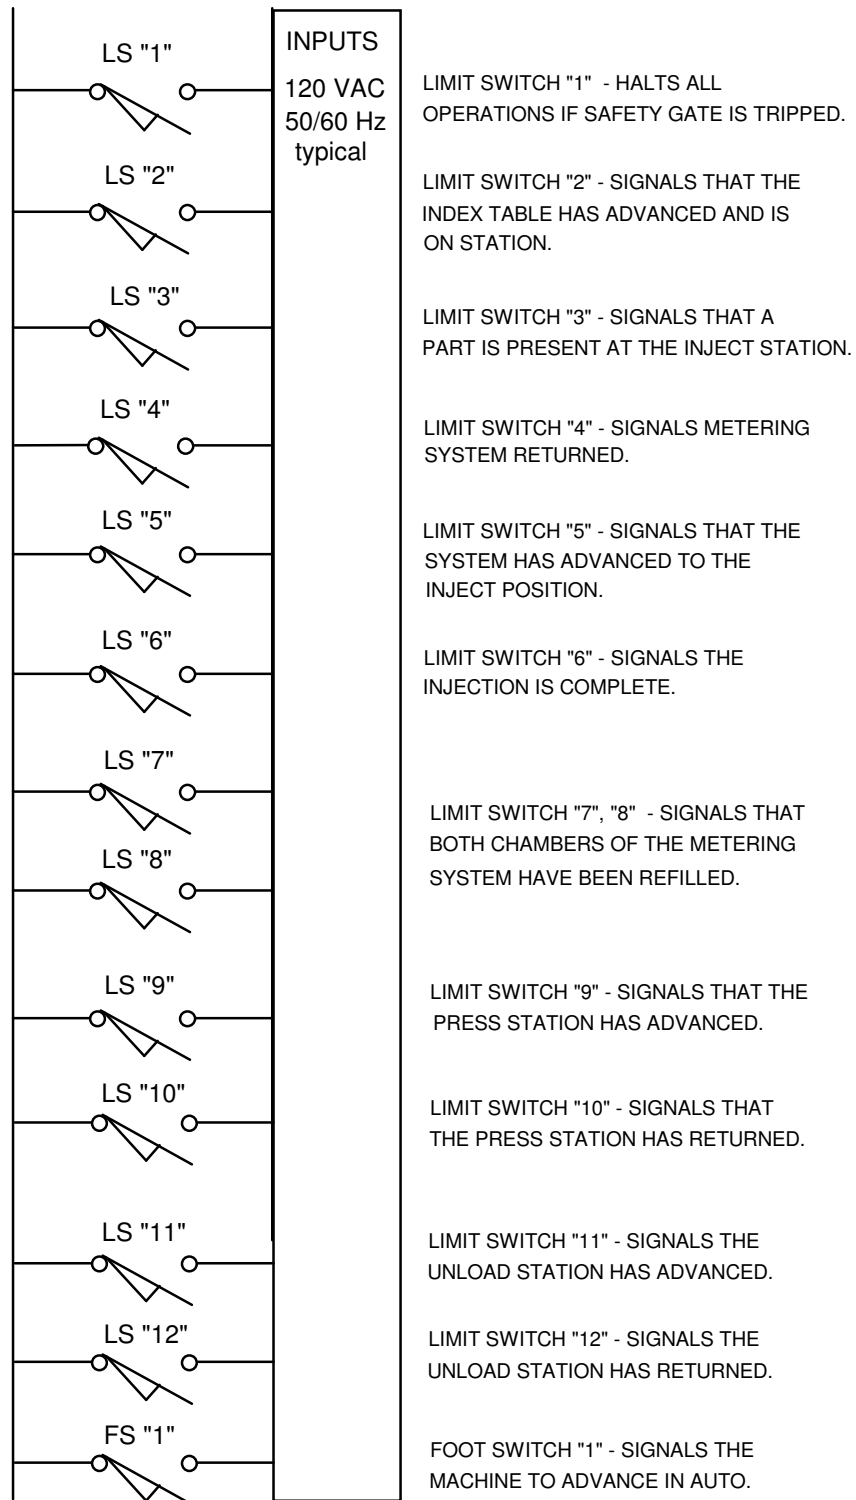 LS "1"
INPUTS
120 VAC
50/60 Hz
typical
LIMIT SWITCH "1" - HALTS ALL
OPERATIONS IF SAFETY GATE IS TRIPPED.
LS "2"
LIMIT SWITCH "2" - SIGNALS THAT THE
INDEX TABLE HAS ADVANCED AND IS
ON STATION.
LS "3"
LIMIT SWITCH "3" - SIGNALS THAT A
PART IS PRESENT AT THE INJECT STATION.
LS "4"
LIMIT SWITCH "4" - SIGNALS METERING
SYSTEM RETURNED.
LS "5"
LIMIT SWITCH "5" - SIGNALS THAT THE
SYSTEM HAS ADVANCED TO THE
INJECT POSITION.
LS "6"
LIMIT SWITCH "6" - SIGNALS THE
INJECTION IS COMPLETE.
LS "7"
LS "8"
LIMIT SWITCH "7", "8" - SIGNALS THAT
BOTH CHAMBERS OF THE METERING
SYSTEM HAVE BEEN REFILLED.
LS "9"
LIMIT SWITCH "9" - SIGNALS THAT THE
PRESS STATION HAS ADVANCED.
LS "10"
LIMIT SWITCH "10" - SIGNALS THAT
THE PRESS STATION HAS RETURNED.
LS "11"
LIMIT SWITCH "11" - SIGNALS THE
UNLOAD STATION HAS ADVANCED.
LS "12"
LIMIT SWITCH "12" - SIGNALS THE
UNLOAD STATION HAS RETURNED.
FS "1"
FOOT SWITCH "1" - SIGNALS THE
MACHINE TO ADVANCE IN AUTO.